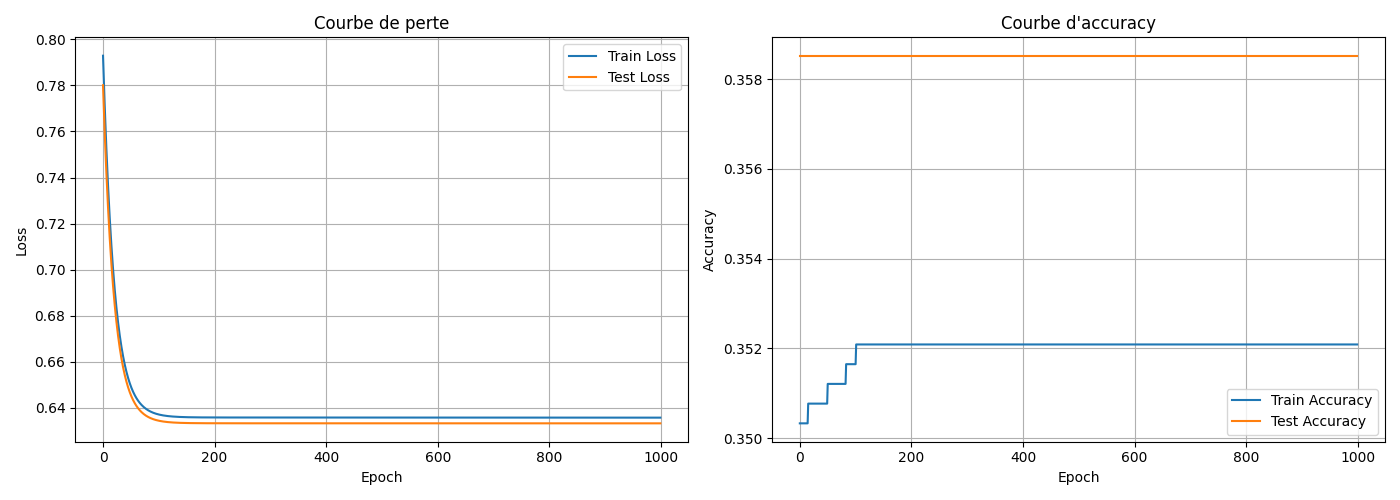 Courbe de perte
0.80
0.78
0.76
0.74
0.72
0.70
0.68
0.66
0.64
Loss
Train Loss
Test Loss
0
200
400
600
800
1000
Epoch
Courbe d'accuracy
0.358
0.356
0.354
0.352
0.350
Accuracy
Train Accuracy
Test Accuracy
0
200
400
600
800
1000
Epoch